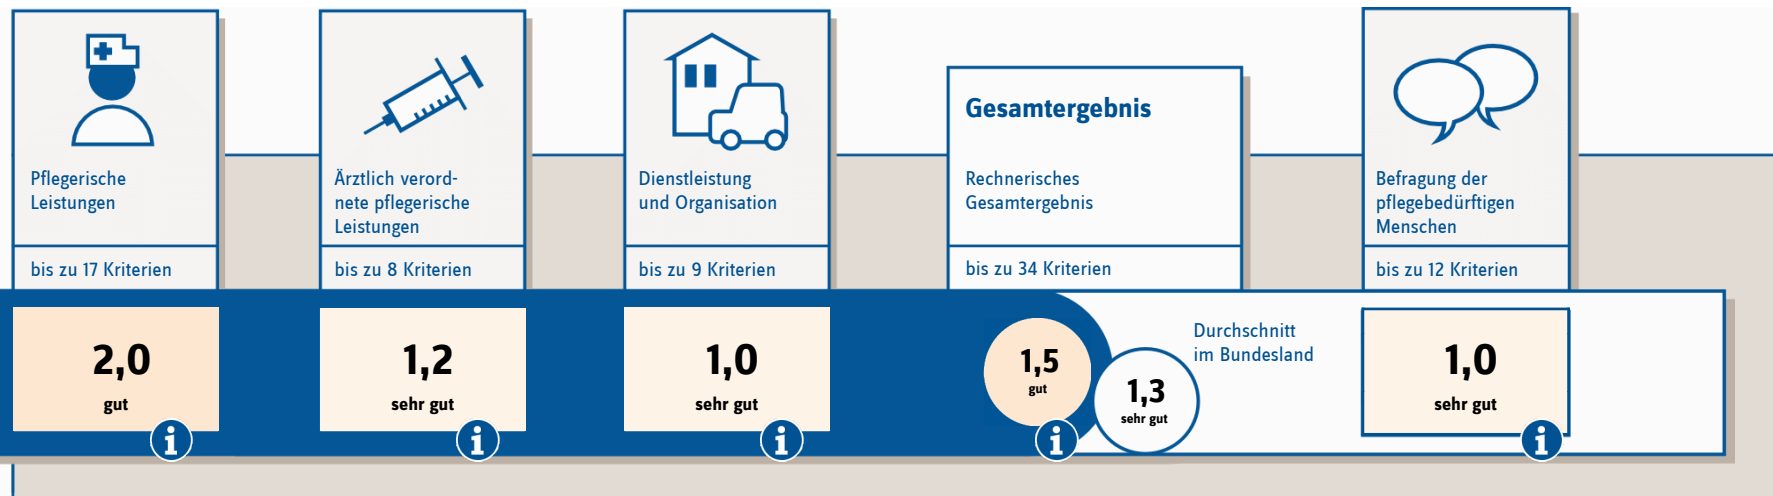 Pflegerische
Leistungen
bis zu 17 Kriterien
2,0
gut
i
Ärztlich verord-
nete pflegerische
Leistungen
bis zu 8 Kriterien
1,2
sehr gut
i
Dienstleistung
und Organisation
bis zu 9 Kriterien
1,0
sehr gut
i
Gesamtergebnis
Rechnerisches
Gesamtergebnis
bis zu 34 Kriterien
1,5
gut
i
1,3
sehr gut
Durchschnitt
im Bundesland
Befragung der
pflegebedürftigen
Menschen
bis zu 12 Kriterien
1,0
sehr gut
i